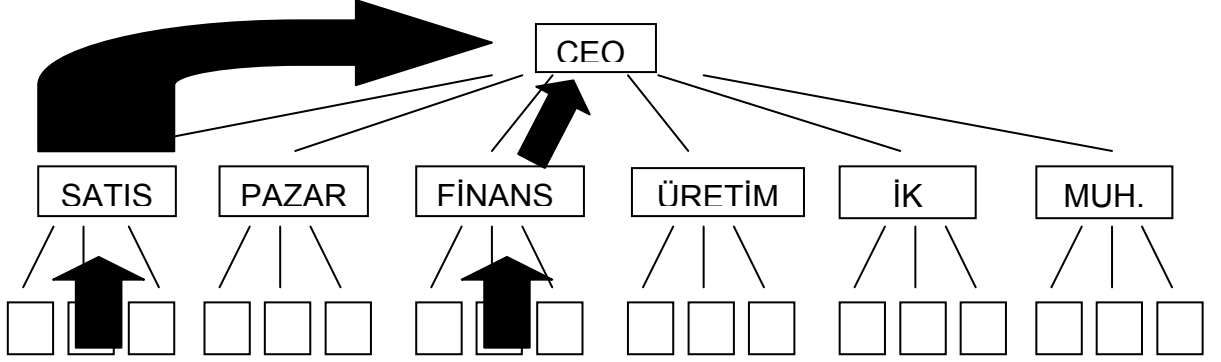 CEO
SATIS
PAZAR
FİNANS
ÜRETİM
İK
MUH.